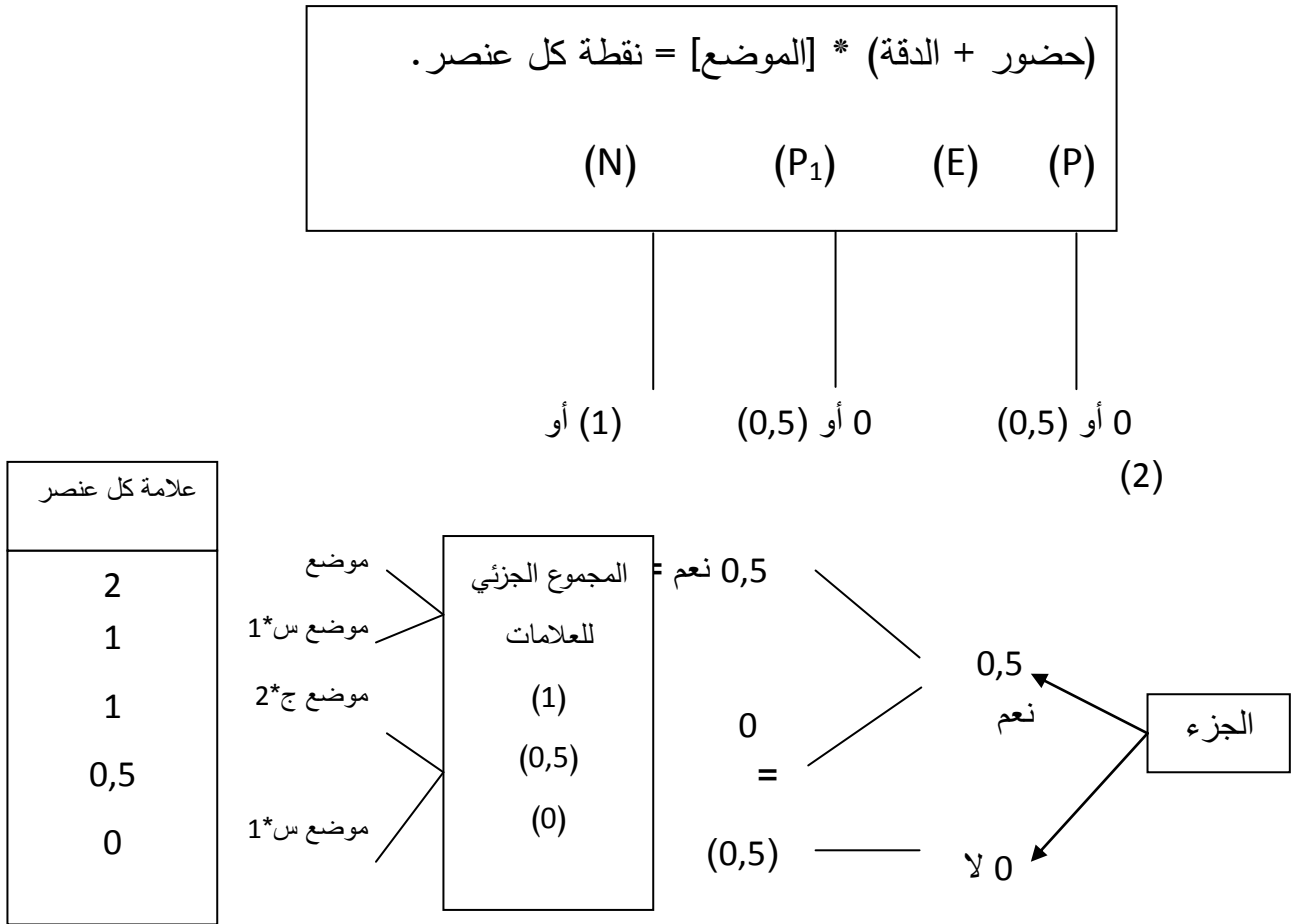 (حضور + الدقة) * [الموضع] = نقطة كل عنصر.
(P) (E) (P₁) (N)
0 أو (0,5) 0 أو (0,5) (1) أو
(2)
الجزء
0,5
نعم
0 لا
0,5 نعم =
0
=
(0,5)
المجموع الجزئي
للعلامات
(1)
(0,5)
(0)
موضع
موضع س*1
موضع ج*2
موضع س*1
علامة كل عنصر
2
1
1
0,5
0